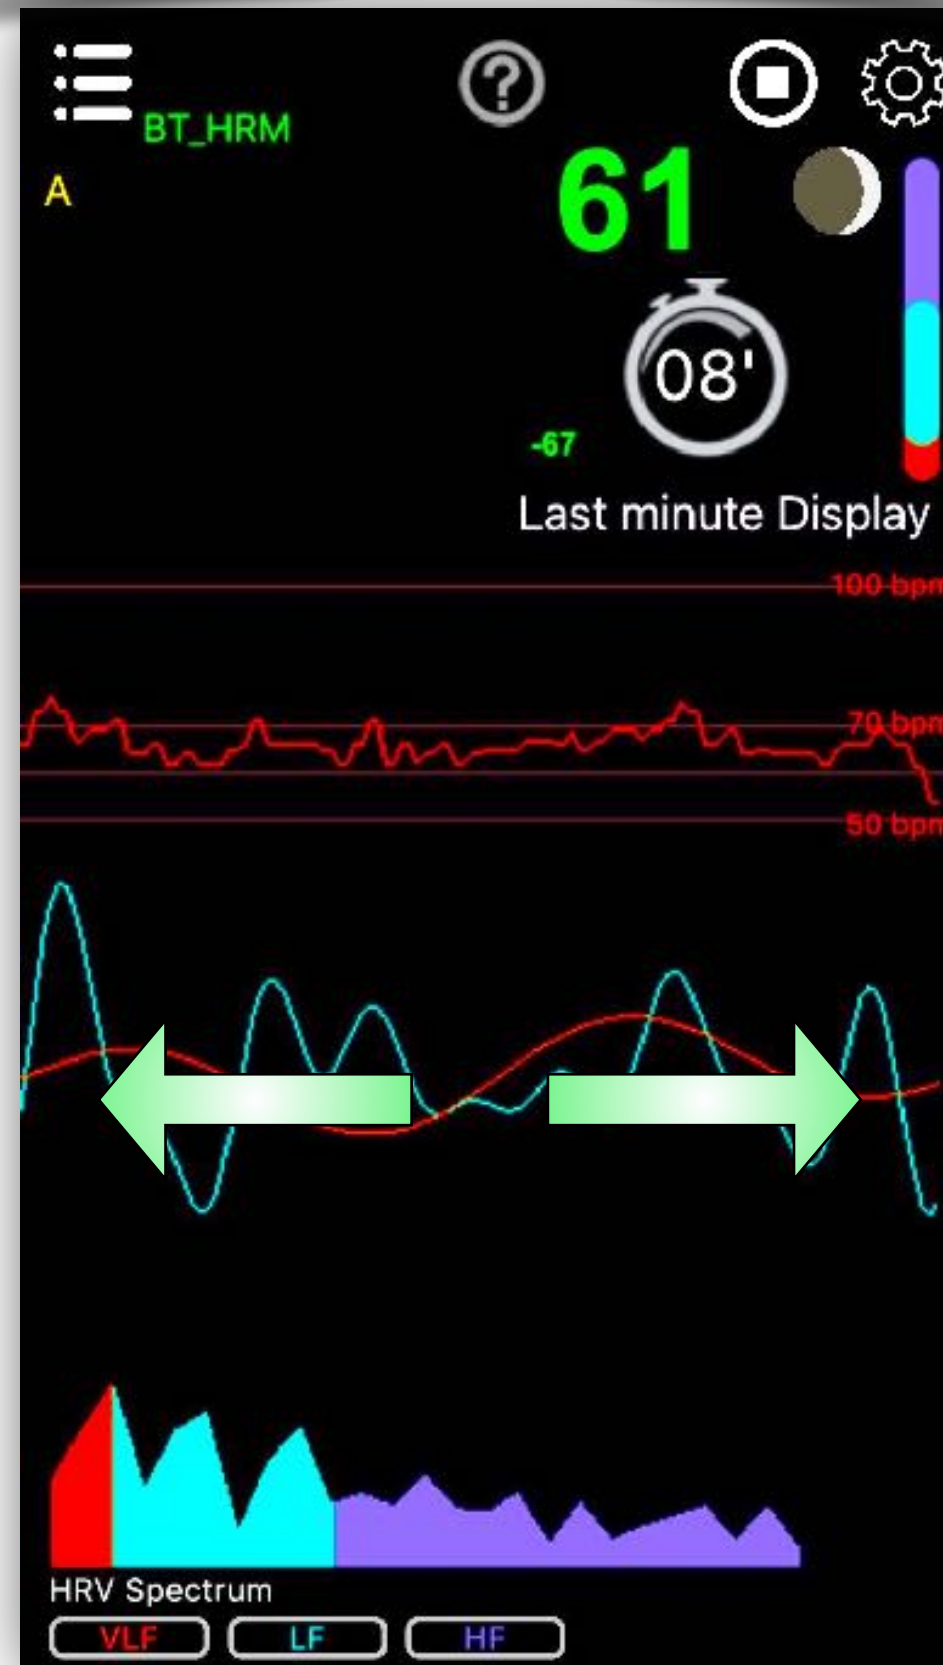 BT_HRM
A
61
08'
-67
Last minute Display
100 bpm
70 bpm
50 bpm
HRV Spectrum
VLF LF HF